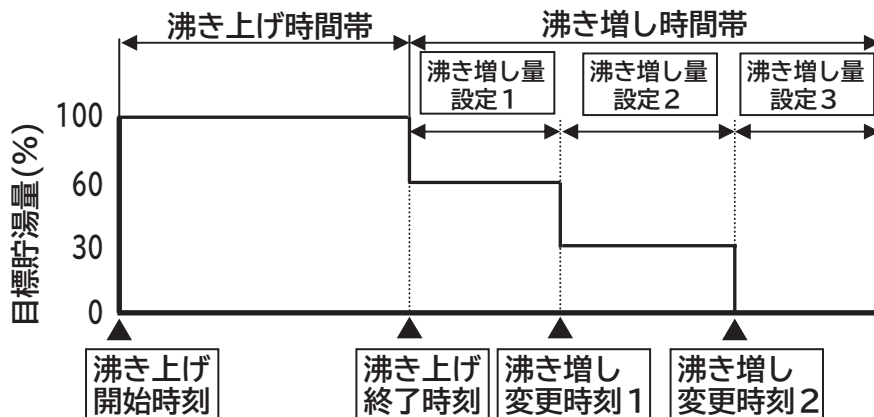 沸き上げ時間帯
沸き増し時間帯
沸き増し量
設定1
沸き増し量
設定2
沸き増し量
設定3
目標貯湯量(%)
100
60
30
0
沸き上げ
開始時刻
沸き上げ
終了時刻
沸き増し
変更時刻1
沸き増し
変更時刻2